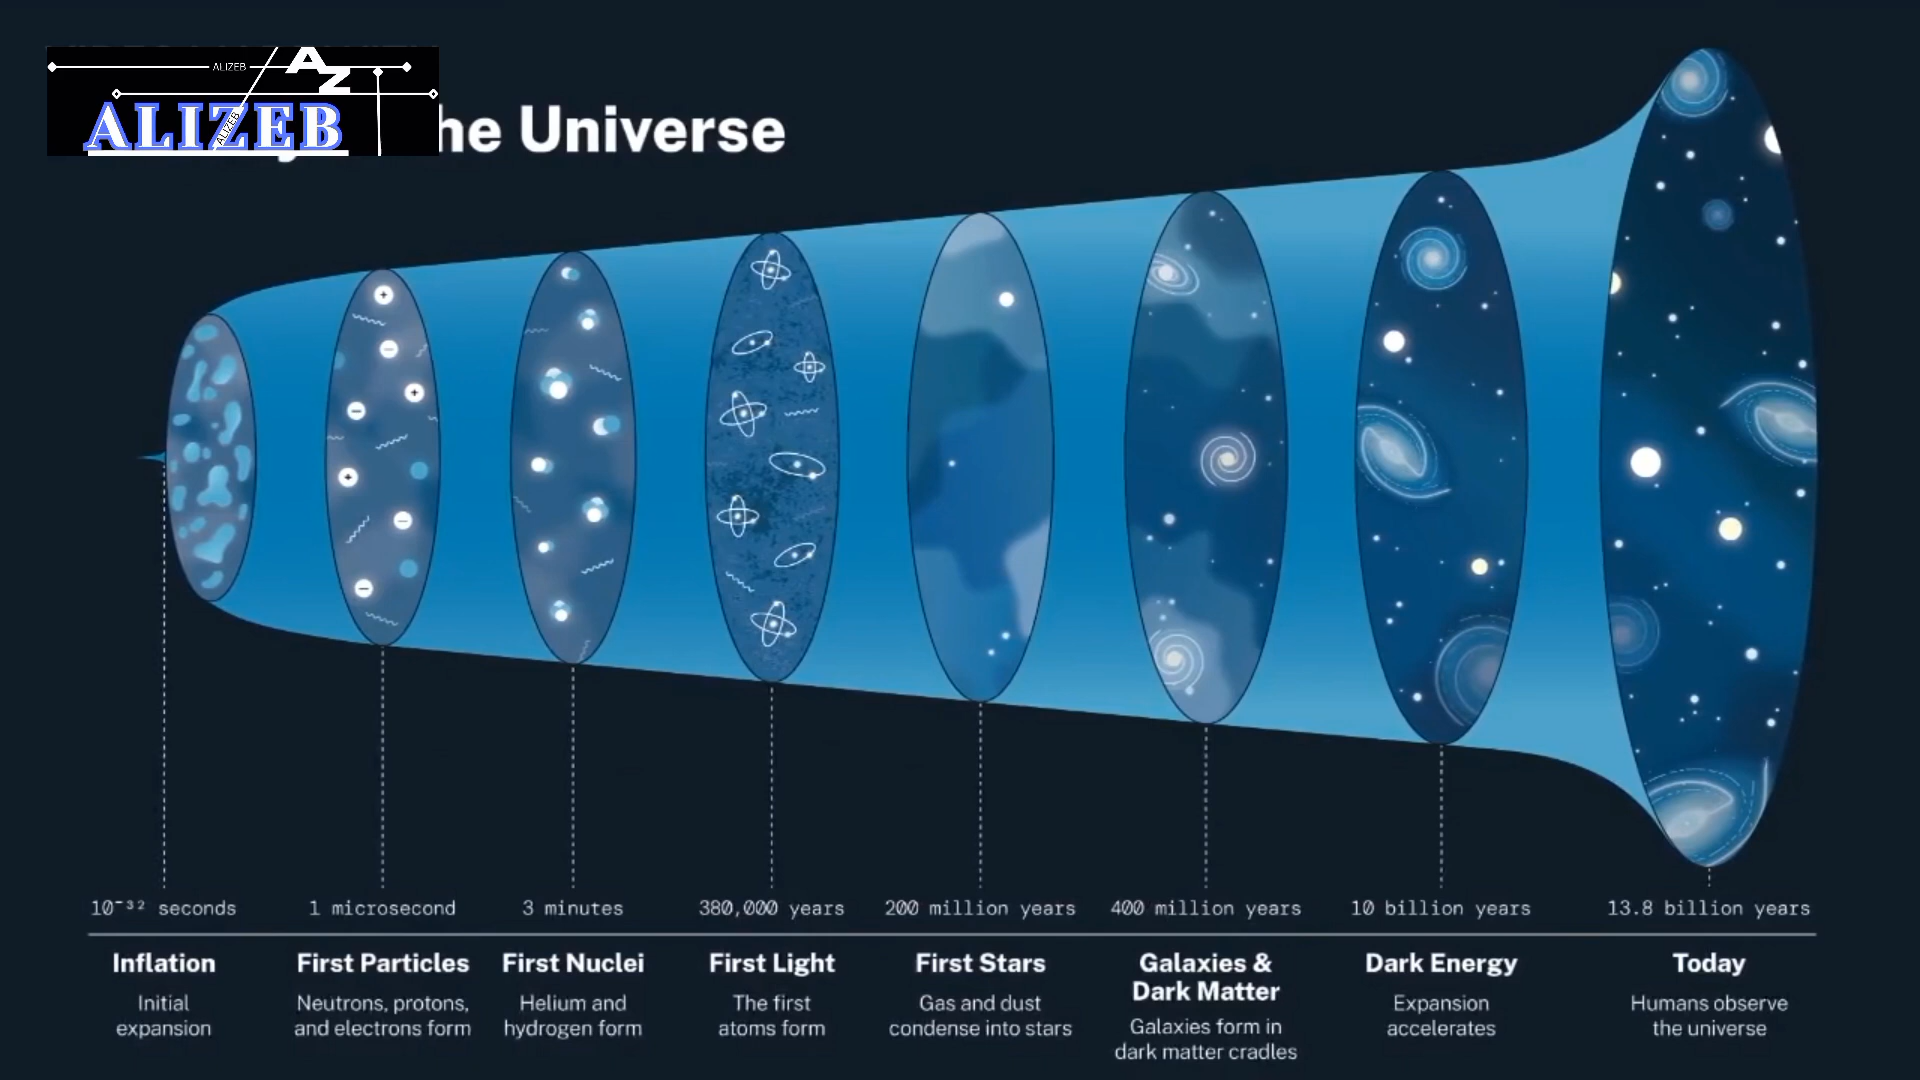 ALIZEB
AZ
ALIZEB
ALIZEB
he Universe
10⁻³² seconds
Inflation
Initial
expansion
1 microsecond
First Particles
Neutrons, protons,
and electrons form
3 minutes
First Nuclei
Helium and
hydrogen form
380,000 years
First Light
The first
atoms form
200 million years
First Stars
Gas and dust
condense into stars
400 million years
Galaxies &
Dark Matter
Galaxies form in
dark matter cradles
10 billion years
Dark Energy
Expansion
accelerates
13.8 billion years
Today
Humans observe
the universe